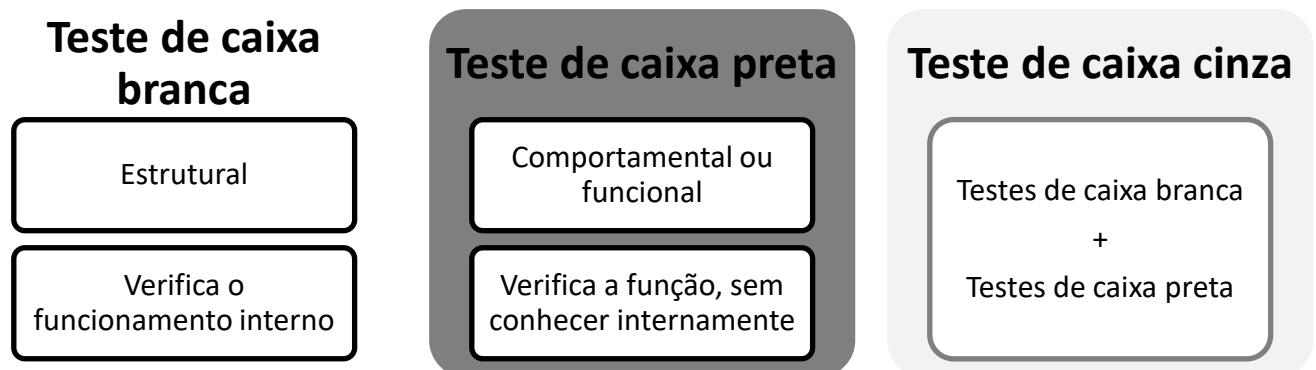 Teste de caixa
branca
Estrutural
Verifica o
funcionamento interno
Teste de caixa preta
Comportamental ou
funcional
Verifica a função, sem
conhecer internamente
Teste de caixa cinza
Testes de caixa branca
+
Testes de caixa preta